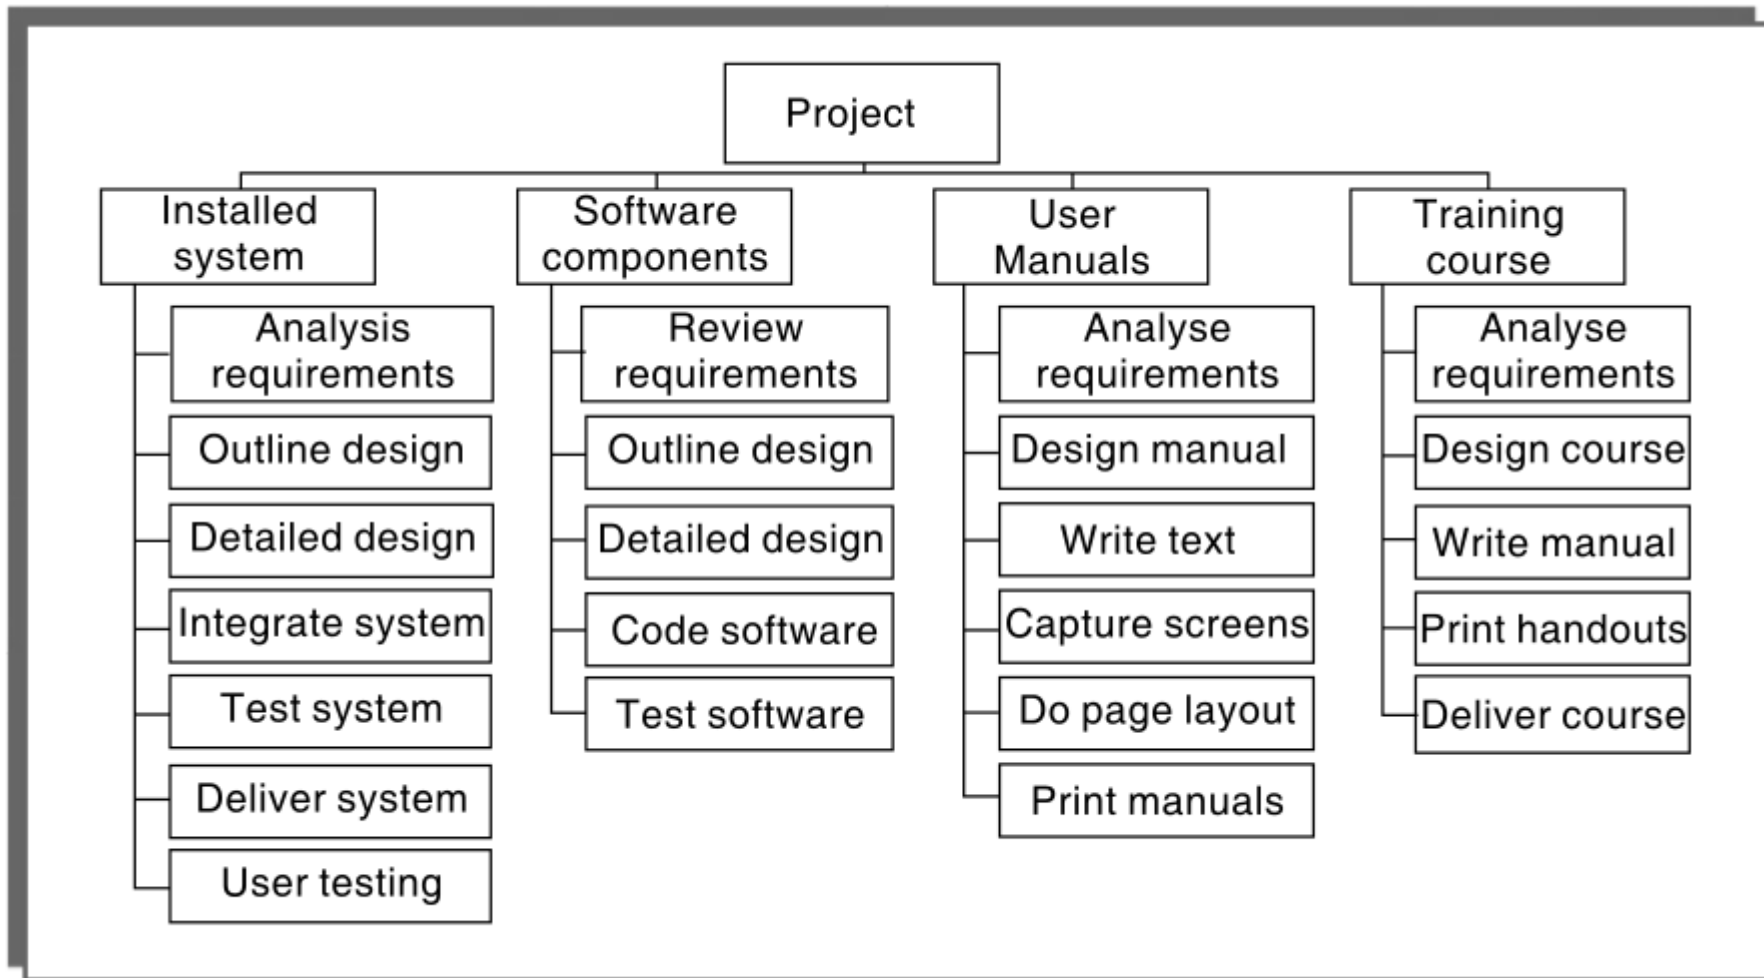 Project
Installed
system
Analysis
requirements
Outline design
Detailed design
Integrate system
Test system
Deliver system
User testing
Software
components
Review
requirements
Outline design
Detailed design
Code software
Test software
User
Manuals
Analyse
requirements
Design manual
Write text
Capture screens
Do page layout
Print manuals
Training
course
Analyse
requirements
Design course
Write manual
Print handouts
Deliver course